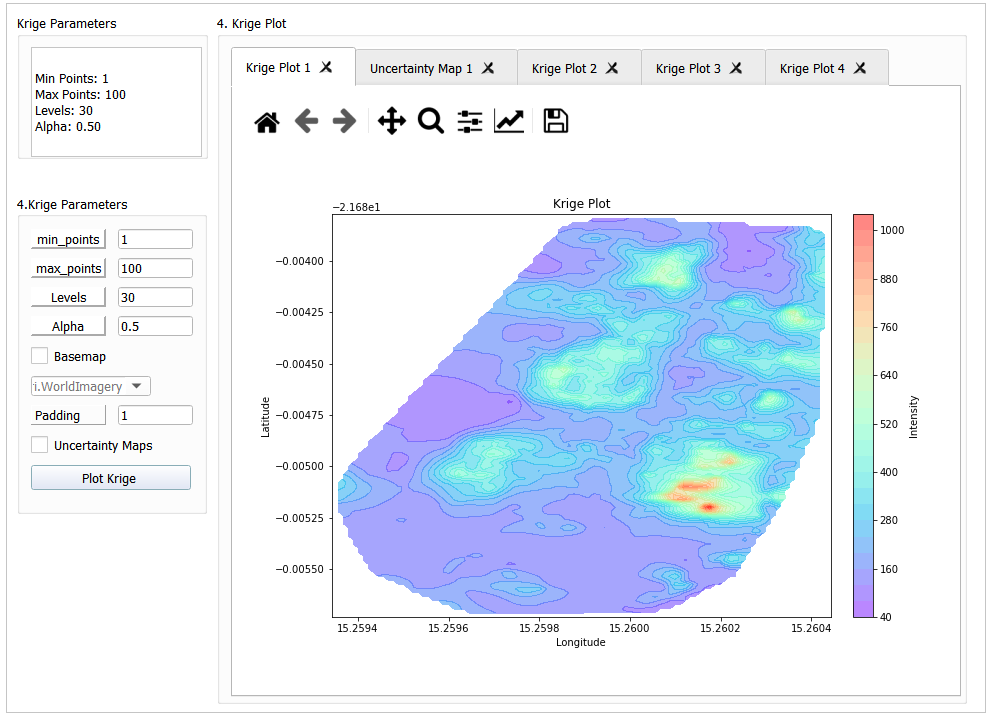 Krige Parameters
4. Krige Plot
Min Points: 1
Max Points: 100
Levels: 30
Alpha: 0.50
4.Krige Parameters
min_points 1
max_points 100
Levels 30
Alpha 0.5
Basemap
i.WorldImagery
Padding 1
Uncertainty Maps
Plot Krige
Krige Plot 1
Uncertainty Map 1
Krige Plot 2
Krige Plot 3
Krige Plot 4
−2.168e1
Krige Plot
−0.00400
−0.00425
−0.00450
−0.00475
−0.00500
−0.00525
−0.00550
Latitude
15.2594 15.2596 15.2598 15.2600 15.2602 15.2604
Longitude
1000
880
760
640
520
400
280
160
40
Intensity